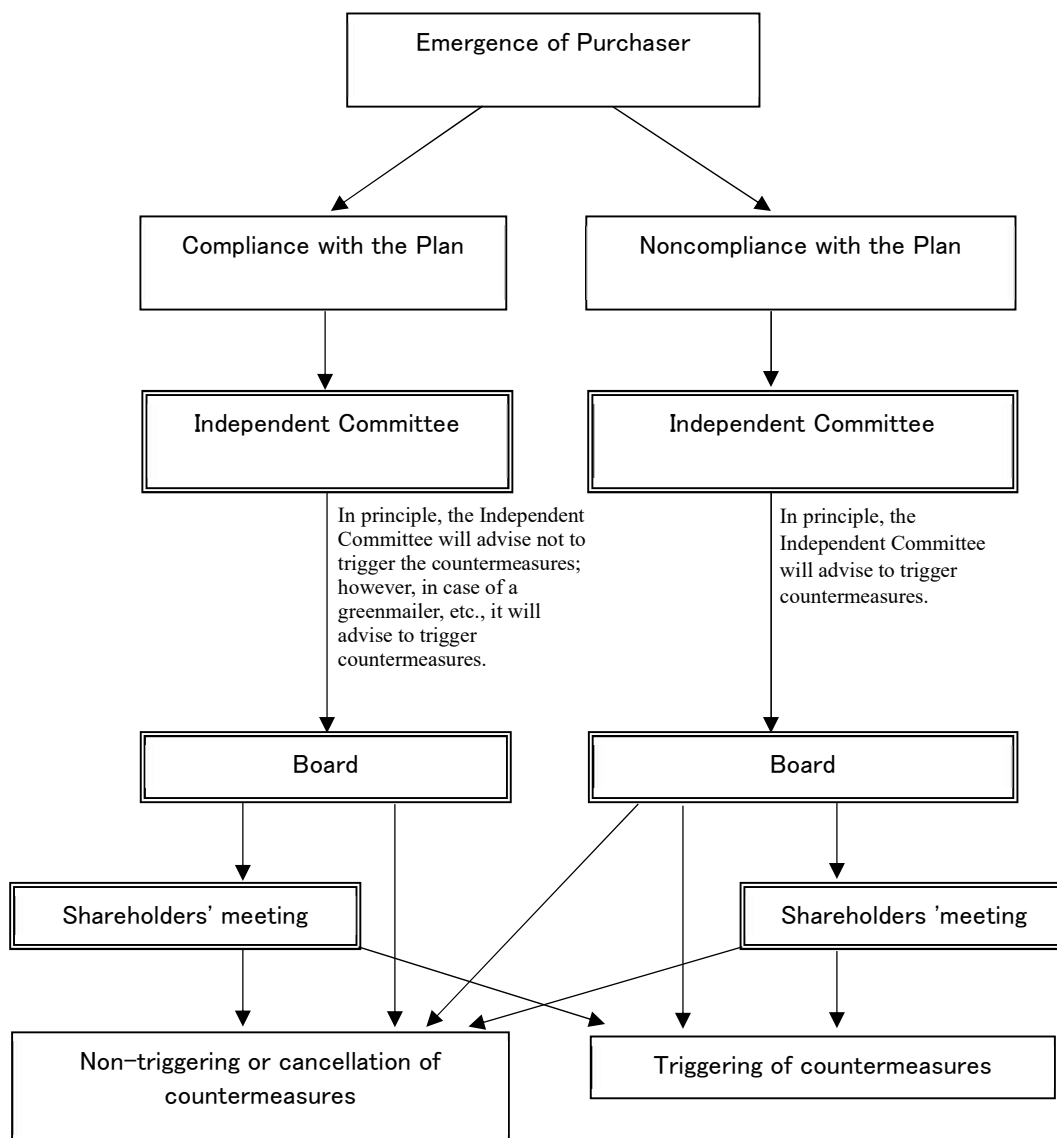 Emergence of Purchaser
Compliance with the Plan
Noncompliance with the Plan
Independent Committee
Independent Committee
In principle, the Independent
Committee will advise not to
trigger the countermeasures;
however, in case of a
greenmailer, etc., it will
advise to trigger
countermeasures.
In principle, the
Independent Committee
will advise to trigger
countermeasures.
Board
Board
Shareholders' meeting
Shareholders 'meeting
Non-triggering or cancellation of
countermeasures
Triggering of countermeasures